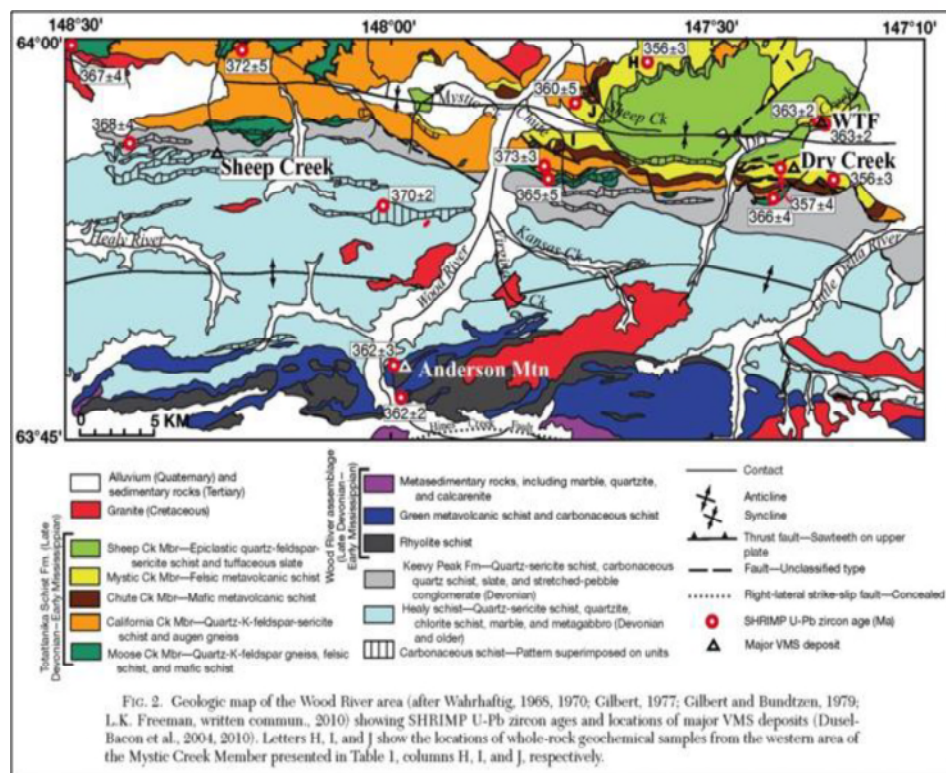 148°30'
148°00'
147°30'
147°10'
64°00'
367±4
372±5
356±3
H
360±5
J
Mystic Ck
Sheep Ck
363±2
WTF
363±2
368±4
Sheep Creek
373±3
365±5
Dry Creek
356±3
357±4
366±4
370±2
Healy River
Wood River
Virginia
Ck
Kansas Ck
Little Delta River
362±3
Anderson Mtn
362±2
63°45'
0 5 KM
Hines Creek Fault
Totatlanika Schist Fm. (Late
Devonian–Early Mississippian)
Alluvium (Quaternary) and
sedimentary rocks (Tertiary)
Granite (Cretaceous)
Sheep Ck Mbr—Epiclastic quartz-feldspar-
sericite schist and tuffaceous slate
Mystic Ck Mbr—Felsic metavolcanic schist
Chute Ck Mbr—Mafic metavolcanic schist
California Ck Mbr—Quartz-K-feldspar-sericite
schist and augen gneiss
Moose Ck Mbr—Quartz-K-feldspar gneiss, felsic
schist, and mafic schist
Wood River assemblage
(Late Devonian–
Early Mississippian)
Metasedimentary rocks, including marble, quartzite,
and calcarenite
Green metavolcanic schist and carbonaceous schist
Rhyolite schist
Keevy Peak Fm—Quartz-sericite schist, carbonaceous
quartz schist, slate, and stretched-pebble
conglomerate (Devonian)
Healy schist—Quartz-sericite schist, quartzite,
chlorite schist, marble, and metagabbro (Devonian
and older)
Carbonaceous schist—Pattern superimposed on units
Contact
Anticline
Syncline
Thrust fault—Sawteeth on upper
plate
Fault—Unclassified type
Right-lateral strike-slip fault—Concealed
SHRIMP U-Pb zircon age (Ma)
Major VMS deposit
FIG. 2. Geologic map of the Wood River area (after Wahrhaftig, 1968, 1970; Gilbert, 1977; Gilbert and Bundtzen, 1979;
L.K. Freeman, written commun., 2010) showing SHRIMP U-Pb zircon ages and locations of major VMS deposits (Dusel-
Bacon et al., 2004, 2010). Letters H, I, and J show the locations of whole-rock geochemical samples from the western area of
the Mystic Creek Member presented in Table 1, columns H, I, and J, respectively.